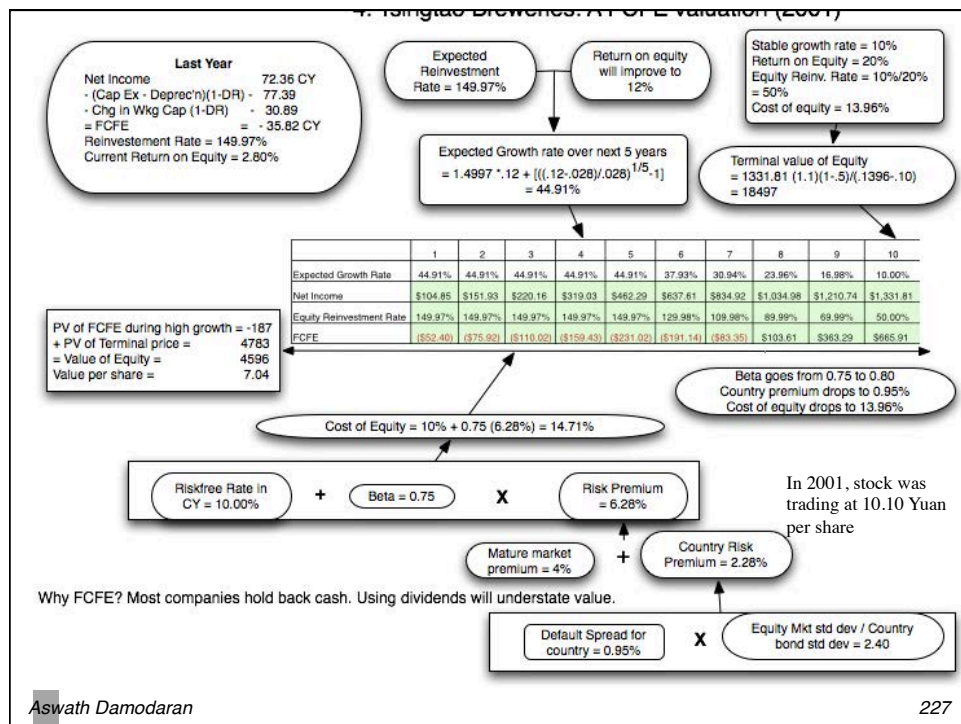 4. Tsingtao Breweries: A FCFE Valuation (2001)
Last Year
Net Income 72.36 CY
- (Cap Ex - Deprec'n)(1-DR) - 77.39
- Chg in Wkg Cap (1-DR) - 30.89
= FCFE = - 35.82 CY
Reinvestement Rate = 149.97%
Current Return on Equity = 2.80%
Expected
Reinvestment
Rate = 149.97%
Return on equity
will improve to
12%
Stable growth rate = 10%
Return on Equity = 20%
Equity Reinv. Rate = 10%/20%
= 50%
Cost of equity = 13.96%
Expected Growth rate over next 5 years
= 1.4997 *.12 + [((.12-.028)/.028)1/5-1]
= 44.91%
Terminal value of Equity
= 1331.81 (1.1)(1-.5)/(.1396-.10)
= 18497
1 2 3 4 5 6 7 8 9 10
Expected Growth Rate 44.91% 44.91% 44.91% 44.91% 44.91% 37.93% 30.94% 23.96% 16.98% 10.00%
Net Income $104.85 $151.93 $220.16 $319.03 $462.29 $637.61 $834.92 $1,034.98 $1,210.74 $1,331.81
Equity Reinvestment Rate 149.97% 149.97% 149.97% 149.97% 149.97% 129.98% 109.98% 89.99% 69.99% 50.00%
FCFE ($52.40) ($75.92) ($110.02) ($159.43) ($231.02) ($191.14) ($83.35) $103.61 $363.29 $665.91
PV of FCFE during high growth = -187
+ PV of Terminal price = 4783
= Value of Equity = 4596
Value per share = 7.04
Beta goes from 0.75 to 0.80
Country premium drops to 0.95%
Cost of equity drops to 13.96%
Cost of Equity = 10% + 0.75 (6.28%) = 14.71%
Riskfree Rate in
CY = 10.00%
+
Beta = 0.75
X
Risk Premium
= 6.28%
In 2001, stock was
trading at 10.10 Yuan
per share
Mature market
premium = 4%
+
Country Risk
Premium = 2.28%
Why FCFE? Most companies hold back cash. Using dividends will understate value.
Default Spread for
country = 0.95%
X
Equity Mkt std dev / Country
bond std dev = 2.40
Aswath Damodaran
227